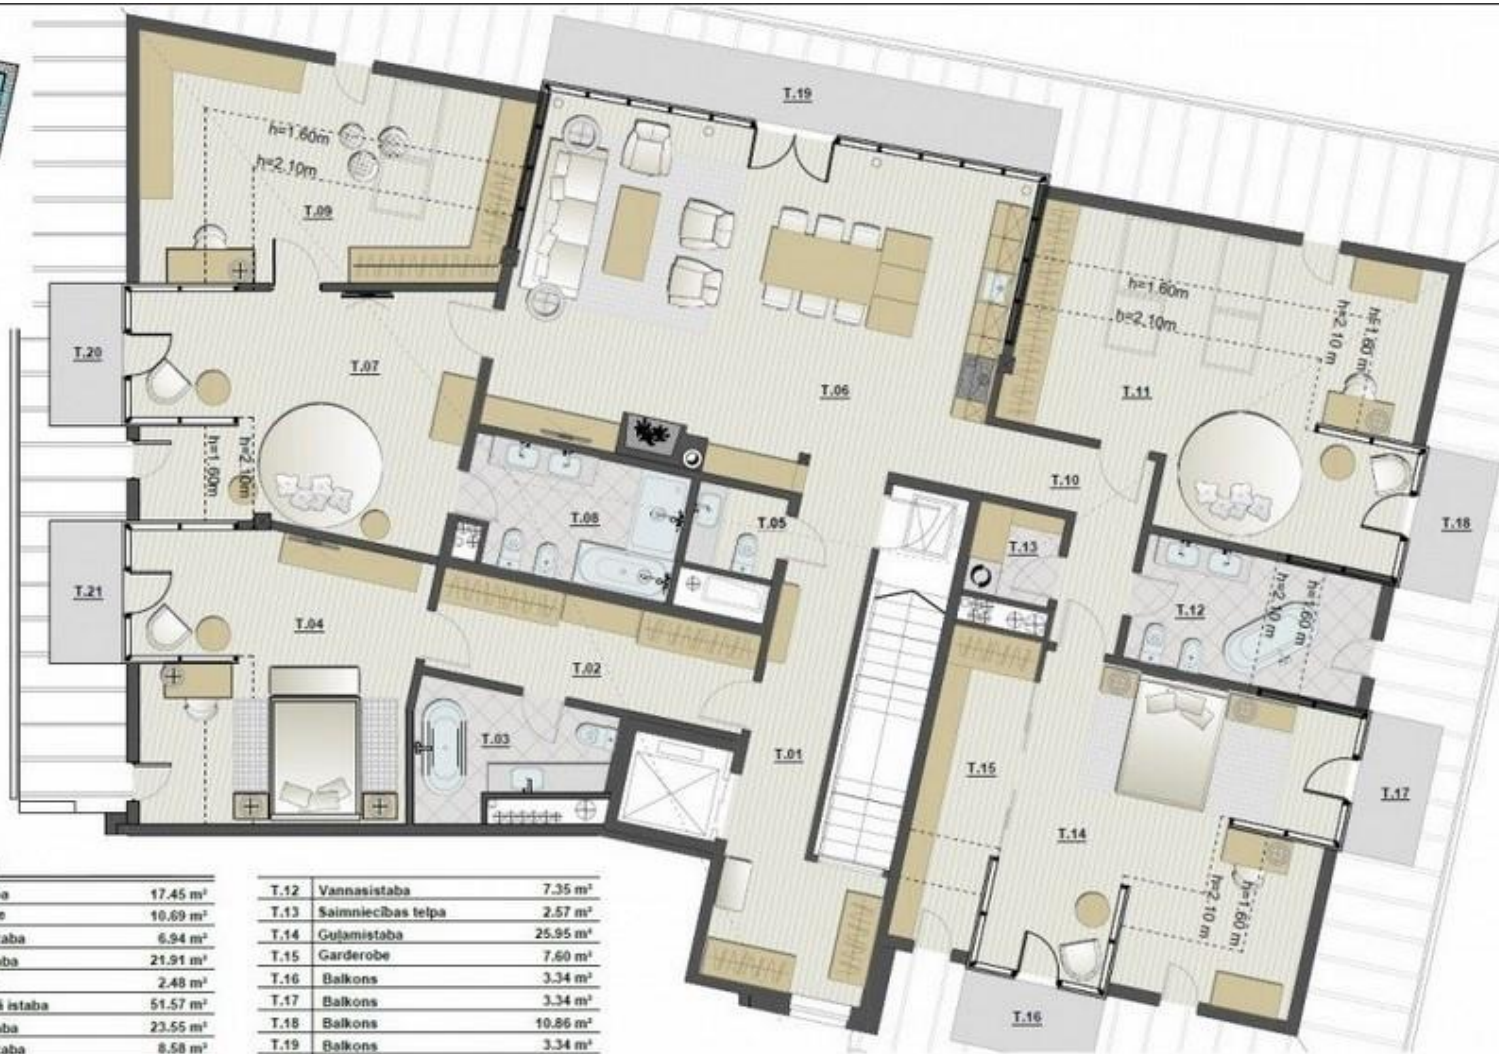 T.19
h=1.60m
h=2.10m
T.09
T.20
T.07
h=1.60m
h=2.10m
T.06
h=1.60m
h=2.10m
h=1.60 m
h=2.10 m
T.11
T.10
T.18
T.08
T.05
T.13
T.12
h=1.60 m
h=2.10 m
T.21
T.04
T.02
T.03
T.01
T.15
T.14
T.17
h=2.10 m
h=1.60 m
T.16
17.45 m²
10.69 m²
6.94 m²
21.91 m²
2.48 m²
istaba 51.57 m²
23.55 m²
8.58 m²
T.12 Vannasistaba 7.35 m²
T.13 Saimniecības telpa 2.57 m²
T.14 Guļamistaba 25.95 m²
T.15 Garderobe 7.60 m²
T.16 Balkons 3.34 m²
T.17 Balkons 3.34 m²
T.18 Balkons 10.86 m²
T.19 Balkons 3.34 m²